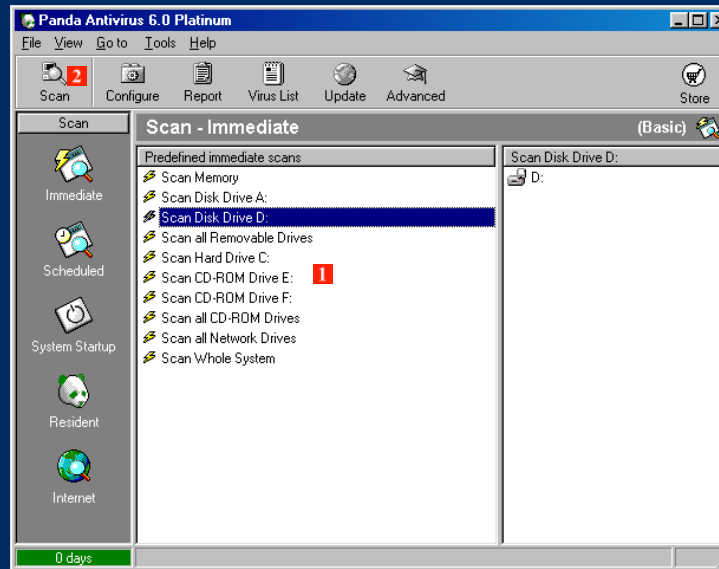 Panda Antivirus 6.0 Platinum
File View Go to Tools Help
2
Scan Configure Report Virus List Update Advanced Store
Scan
Scan - Immediate (Basic)
Predefined immediate scans
Scan Disk Drive D:
Immediate
Scheduled
System Startup
Resident
Internet
Scan Memory
Scan Disk Drive A:
Scan Disk Drive D:
Scan all Removable Drives
Scan Hard Drive C:
Scan CD-ROM Drive E: 1
Scan CD-ROM Drive F:
Scan all CD-ROM Drives
Scan all Network Drives
Scan Whole System
D:
0 days